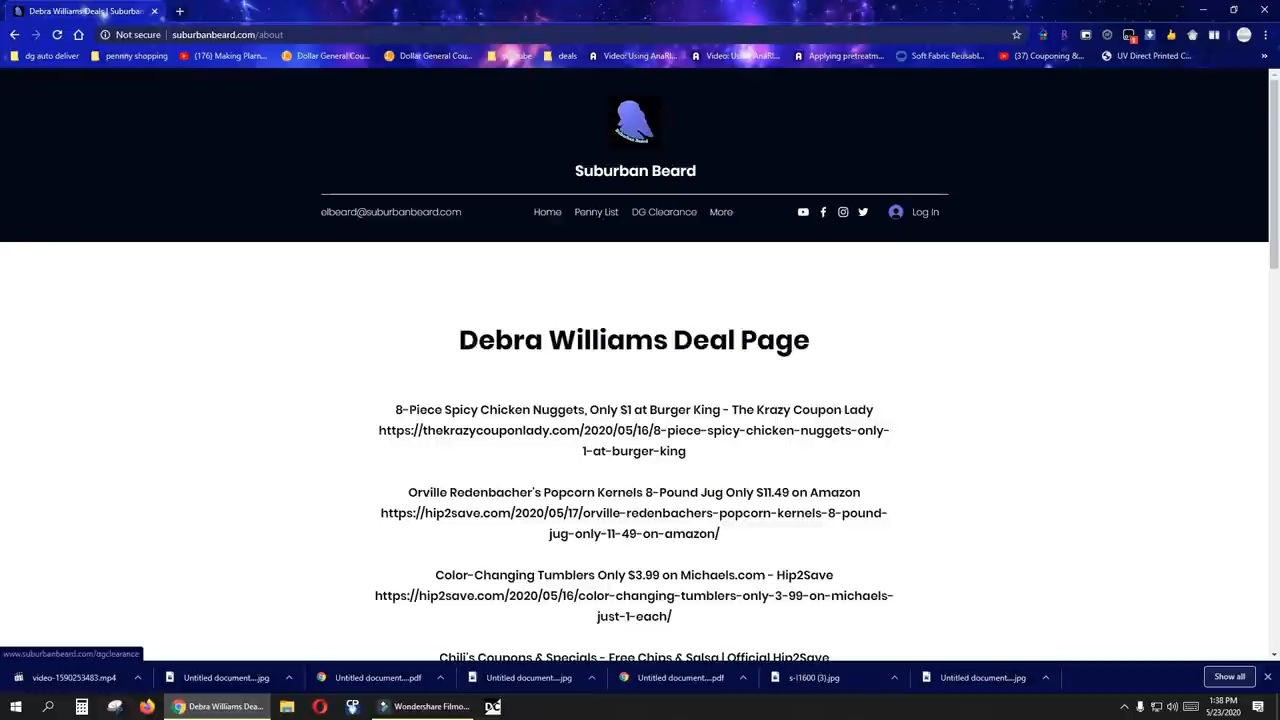 Debra Williams Deals | Suburban
Not secure | suburbanbeard.com/about
dg auto deliver
pennny shopping
(176) Making Plarn...
Dollar General Cou...
Dollar General Cou...
youtube
deals
Video: Using AnaRI...
Video: Using AnaRI...
Applying pretreatm...
Soft Fabric Reusabl...
(37) Couponing &...
UV Direct Printed C...
Suburban Beard
elbeard@suburbanbeard.com
Home
Penny List
DG Clearance
More
Log In
Debra Williams Deal Page
8-Piece Spicy Chicken Nuggets, Only $1 at Burger King - The Krazy Coupon Lady
https://thekrazycouponlady.com/2020/05/16/8-piece-spicy-chicken-nuggets-only-
1-at-burger-king
Orville Redenbacher's Popcorn Kernels 8-Pound Jug Only $11.49 on Amazon
https://hip2save.com/2020/05/17/orville-redenbachers-popcorn-kernels-8-pound-
jug-only-11-49-on-amazon/
Color-Changing Tumblers Only $3.99 on Michaels.com - Hip2Save
https://hip2save.com/2020/05/16/color-changing-tumblers-only-3-99-on-michaels-
just-1-each/
Chili's Coupons & Specials - Free Chips & Salsa | Official Hip2Save
www.suburbanbeard.com/dgclearance
video-1590253483.mp4
Untitled document...jpg
Untitled document....pdf
Untitled document...jpg
Untitled document....pdf
s-l1600 (3).jpg
Untitled document...jpg
Show all
Debra Williams Dea...
Wondershare Filmo...
1:38 PM
5/23/2020